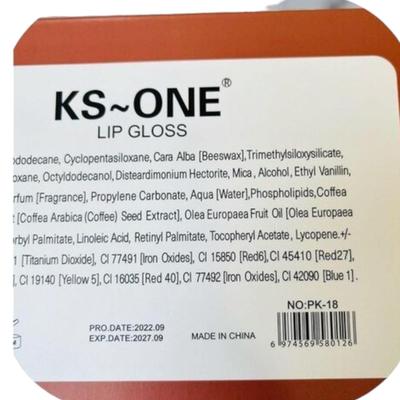 KS~ONE®
LIP GLOSS
Cyclopentasiloxane, Cara Alba [Beeswax],Trimethylsiloxysilicate,
Octyldodecanol, Disteardimonium Hectorite, Mica, Alcohol, Ethyl Vanillin,
[Fragrance], Propylene Carbonate, Aqua [Water],Phospholipids,Coffea
[Coffea Arabica (Coffee) Seed Extract], Olea Europaea Fruit Oil [Olea Europaea
Palmitate, Linoleic Acid, Retinyl Palmitate, Tocopheryl Acetate, Lycopene.+/-
1 [Titanium Dioxide], CI 77491 [Iron Oxides], CI 15850 [Red6], CI 45410 [Red27],
], CI 19140 [Yellow 5], CI 16035 [Red 40], CI 77492 [Iron Oxides], CI 42090 [Blue 1].
NO:PK-18
PRO.DATE:2022.09
EXP.DATE:2027.09
MADE IN CHINA
6 974569 580126